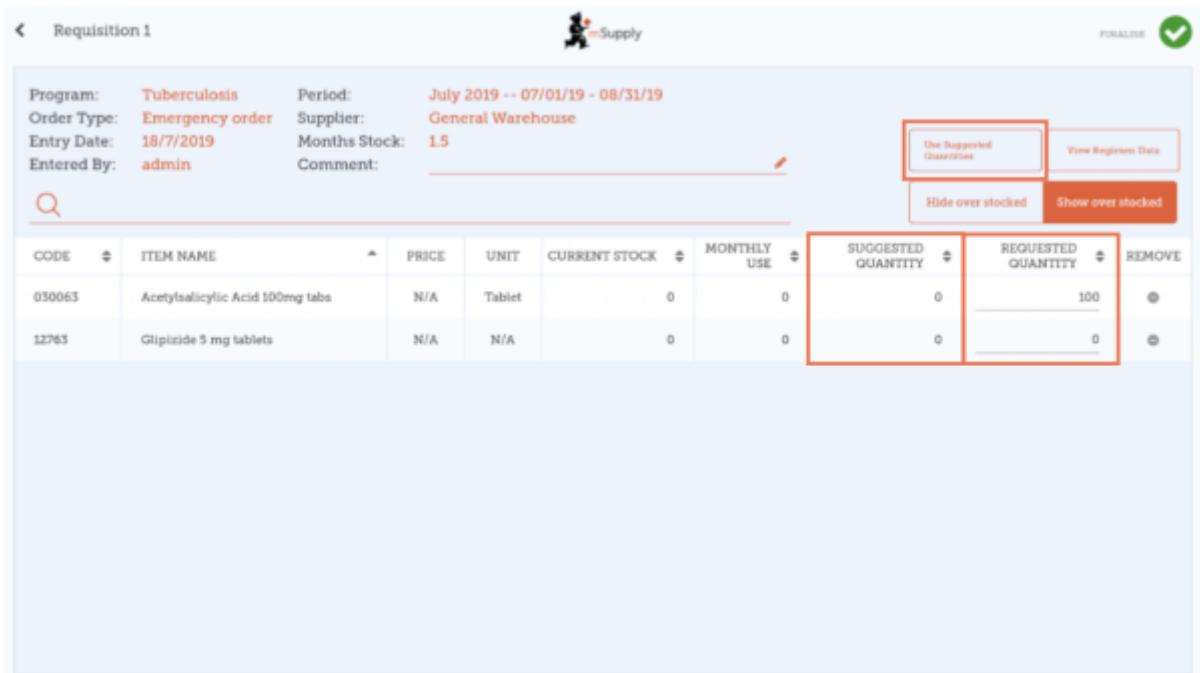 Requisition 1
mSupply
FINALISE
Program: Tuberculosis Period: July 2019 -- 07/01/19 - 08/31/19
Order Type: Emergency order Supplier: General Warehouse
Entry Date: 18/7/2019 Months Stock: 1.5
Entered By: admin Comment:
Use Suggested
Quantities
View Regimen Data
Hide over stocked Show over stocked
CODE ITEM NAME PRICE UNIT CURRENT STOCK MONTHLY USE SUGGESTED QUANTITY REQUESTED QUANTITY REMOVE
030063 Acetylsalicylic Acid 100mg tabs N/A Tablet 0 0 0 100
12763 Glipizide 5 mg tablets N/A N/A 0 0 0 0